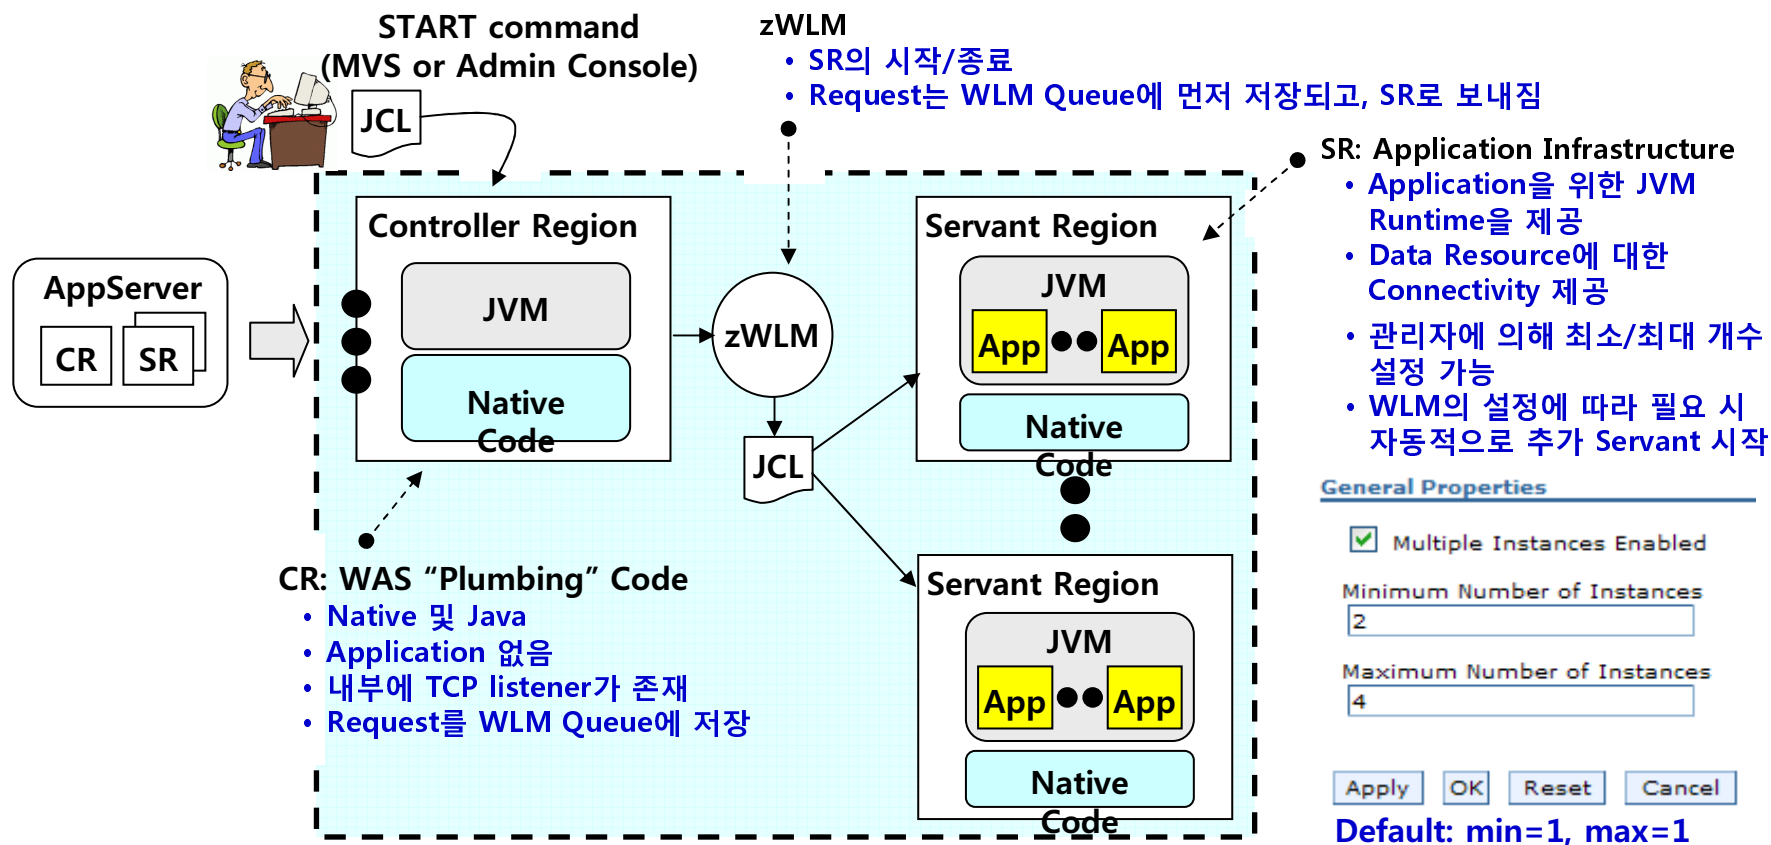 START command
(MVS or Admin Console)
JCL
zWLM
• SR의 시작/종료
• Request는 WLM Queue에 먼저 저장되고, SR로 보내짐
SR: Application Infrastructure
• Application을 위한 JVM
Runtime을 제공
• Data Resource에 대한
Connectivity 제공
• 관리자에 의해 최소/최대 개수
설정 가능
• WLM의 설정에 따라 필요 시
자동적으로 추가 Servant 시작
AppServer
CR
SR
Controller Region
JVM
Native
Code
zWLM
JCL
Servant Region
JVM
App
App
Native
Code
Servant Region
JVM
App
App
Native
Code
CR: WAS “Plumbing” Code
• Native 및 Java
• Application 없음
• 내부에 TCP listener가 존재
• Request를 WLM Queue에 저장
General Properties
Multiple Instances Enabled
Minimum Number of Instances
2
Maximum Number of Instances
4
Apply
OK
Reset
Cancel
Default: min=1, max=1